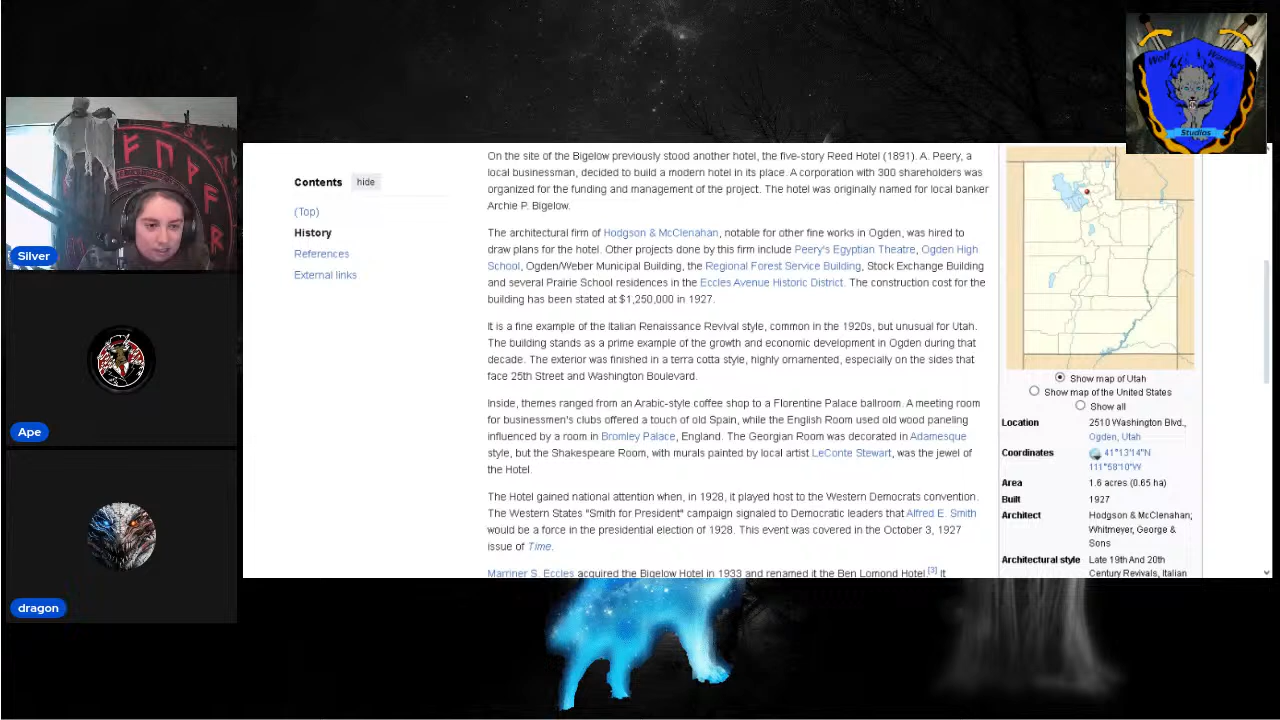 Wolf Warriors
Studios
Silver
Ape
dragon
Contents hide
(Top)
History
References
External links
On the site of the Bigelow previously stood another hotel, the five-story Reed Hotel (1891). A. Peery, a
local businessman, decided to build a modern hotel in its place. A corporation with 300 shareholders was
organized for the funding and management of the project. The hotel was originally named for local banker
Archie P. Bigelow.
The architectural firm of Hodgson & McClenahan, notable for other fine works in Ogden, was hired to
draw plans for the hotel. Other projects done by this firm include Peery's Egyptian Theatre, Ogden High
School, Ogden/Weber Municipal Building, the Regional Forest Service Building, Stock Exchange Building
and several Prairie School residences in the Eccles Avenue Historic District. The construction cost for the
building has been stated at $1,250,000 in 1927.
It is a fine example of the Italian Renaissance Revival style, common in the 1920s, but unusual for Utah.
The building stands as a prime example of the growth and economic development in Ogden during that
decade. The exterior was finished in a terra cotta style, highly ornamented, especially on the sides that
face 25th Street and Washington Boulevard.
Inside, themes ranged from an Arabic-style coffee shop to a Florentine Palace ballroom. A meeting room
for businessmen's clubs offered a touch of old Spain, while the English Room used old wood paneling
influenced by a room in Bromley Palace, England. The Georgian Room was decorated in Adamesque
style, but the Shakespeare Room, with murals painted by local artist LeConte Stewart, was the jewel of
the Hotel.
The Hotel gained national attention when, in 1928, it played host to the Western Democrats convention.
The Western States "Smith for President" campaign signaled to Democratic leaders that Alfred E. Smith
would be a force in the presidential election of 1928. This event was covered in the October 3, 1927
issue of Time.
Marriner S. Eccles acquired the Bigelow Hotel in 1933 and renamed it the Ben Lomond Hotel.[3] It
Show map of Utah
Show map of the United States
Show all
Location 2510 Washington Blvd.,
Ogden, Utah
Coordinates 41°13′14″N
111°58′10″W
Area 1.6 acres (0.65 ha)
Built 1927
Architect Hodgson & McClenahan;
Whitmeyer, George &
Sons
Architectural style Late 19th And 20th
Century Revivals, Italian